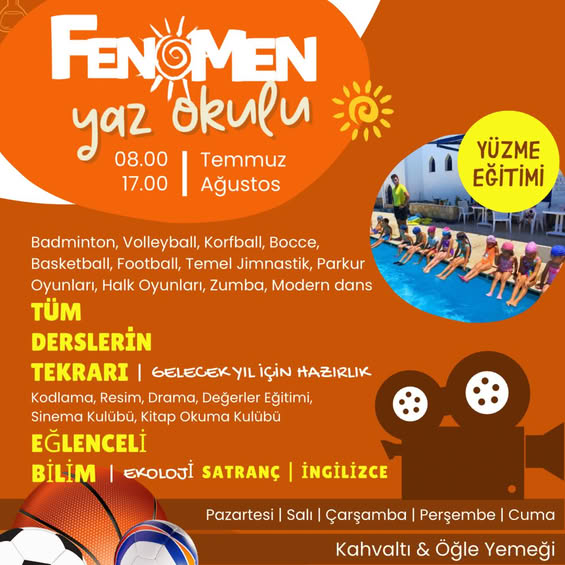 FENOMEN
yaz okulu
08.00 | Temmuz
17.00 | Ağustos
YÜZME
EĞİTİMİ
Badminton, Volleyball, Korfball, Bocce,
Basketball, Football, Temel Jimnastik, Parkur
Oyunları, Halk Oyunları, Zumba, Modern dans
TÜM
DERSLERİN
TEKRARI | GELECEK YIL İÇİN HAZIRLIK
Kodlama, Resim, Drama, Değerler Eğitimi,
Sinema Kulübü, Kitap Okuma Kulübü
EĞLENCELİ
BİLİM | EKOLOJİ SATRANÇ | İNGİLİZCE
Pazartesi | Salı | Çarşamba | Perşembe | Cuma
Kahvaltı & Öğle Yemeği